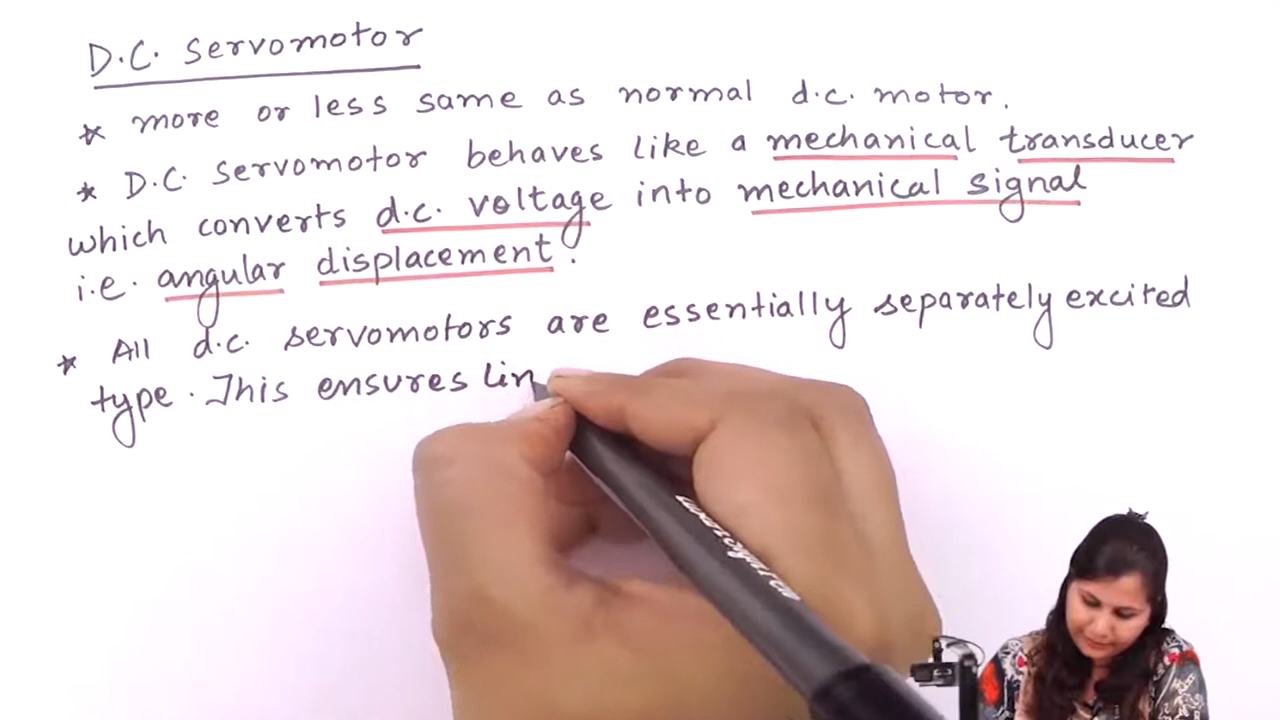 D.C. servomotor
* more or less same as normal d.c. motor.
* D.C. servomotor behaves like a mechanical transducer
which converts d.c. voltage into mechanical signal
i.e. angular displacement.
* All d.c. servomotors are essentially separately excited
type. This ensures lin